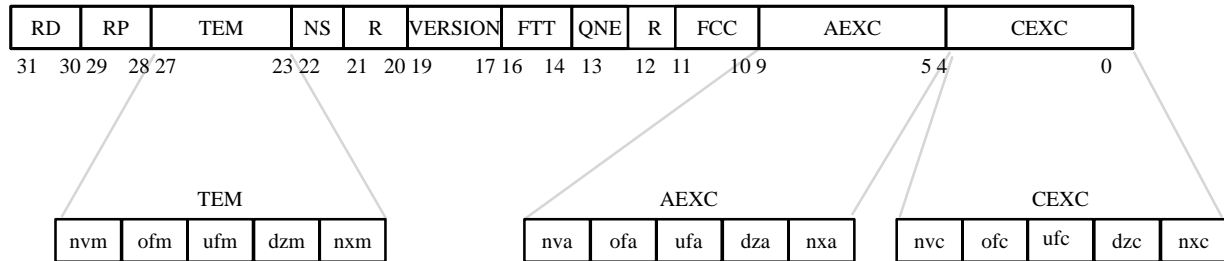 RD RP TEM NS R VERSION FTT QNE R FCC AEXC CEXC
31 30 29 28 27 23 22 21 20 19 17 16 14 13 12 11 10 9 5 4 0
TEM AEXC CEXC
nvm ofm ufm dzm nxm nva ofa ufa dza nxa nvc ofc ufc dzc nxc